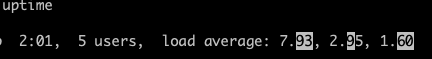 uptime
2:01, 5 users, load average: 7.93, 2.95, 1.60